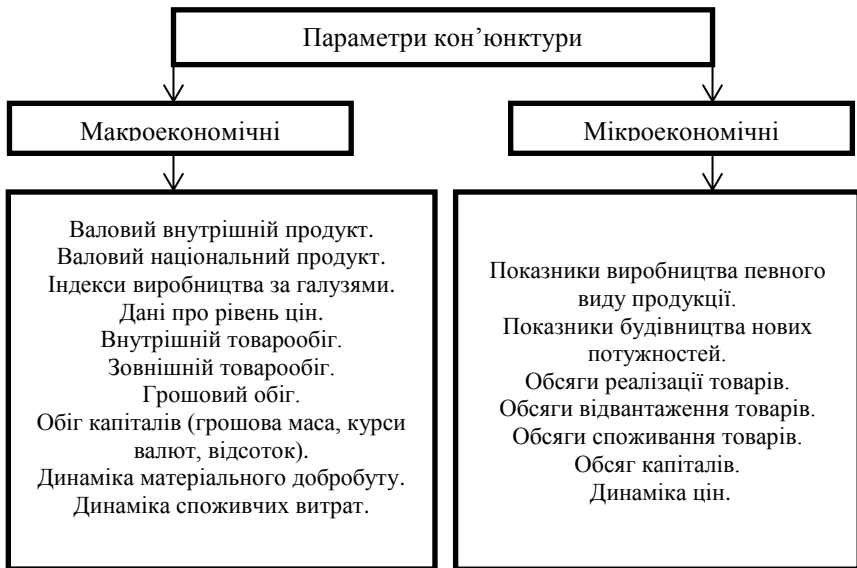 Параметри кон’юнктури
Макроекономічні
Мікроекономічні
Валовий внутрішній продукт.
Валовий національний продукт.
Індекси виробництва за галузями.
Дані про рівень цін.
Внутрішній товарообіг.
Зовнішній товарообіг.
Грошовий обіг.
Обіг капіталів (грошова маса, курси
валют, відсоток).
Динаміка матеріального добробуту.
Динаміка споживчих витрат.
Показники виробництва певного
виду продукції.
Показники будівництва нових
потужностей.
Обсяги реалізації товарів.
Обсяги відвантаження товарів.
Обсяги споживання товарів.
Обсяг капіталів.
Динаміка цін.